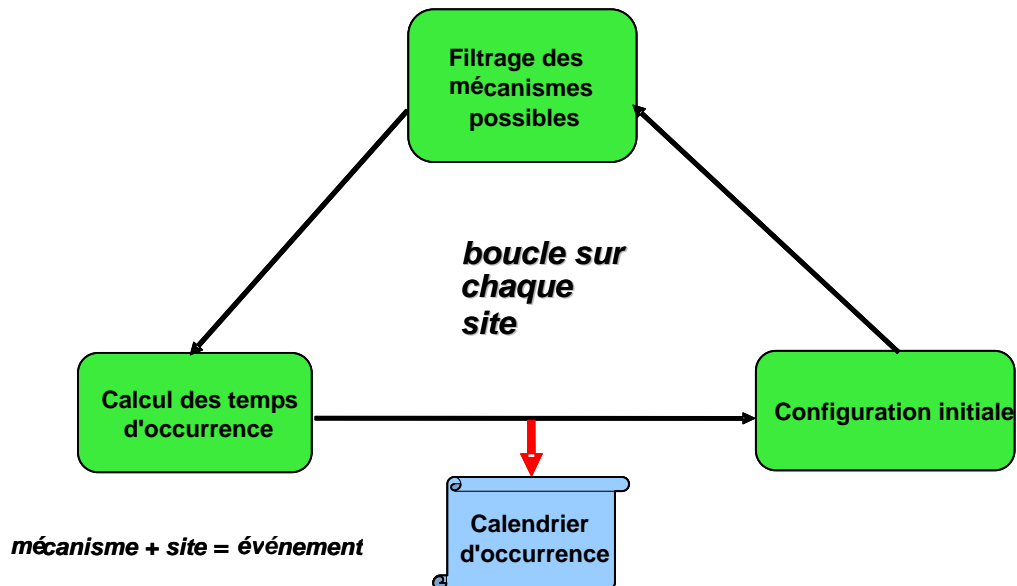 Filtrage des
mécanismes
possibles
boucle sur
chaque
site
Calcul des temps
d'occurrence
Configuration initiale
Calendrier
d'occurrence
mécanisme + site = événement